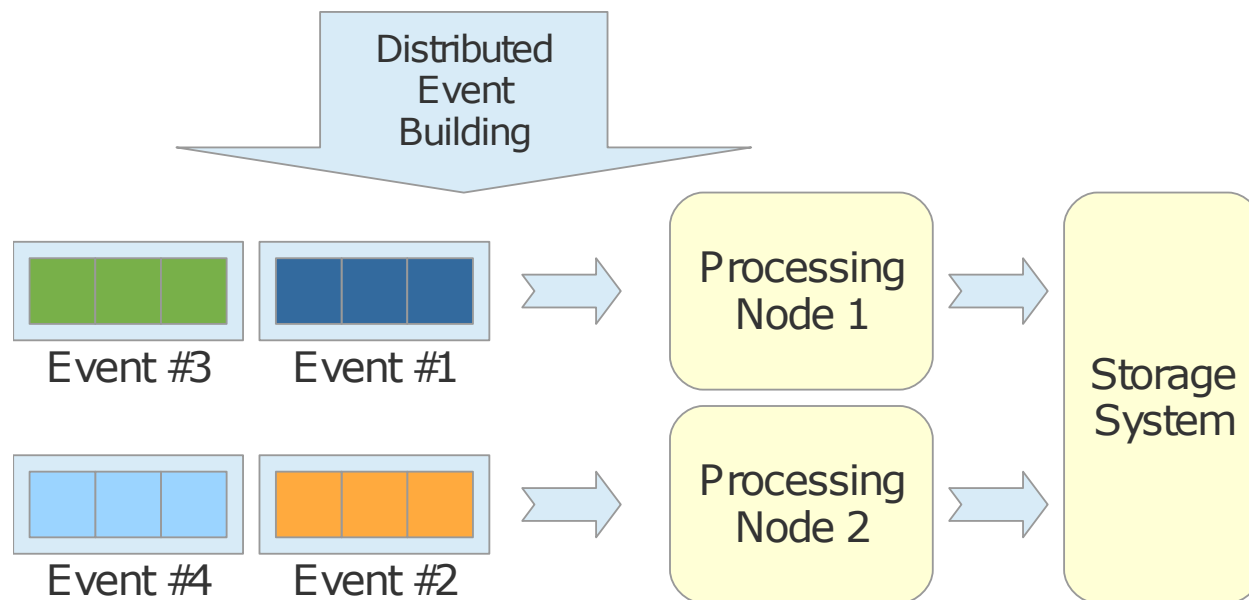 Distributed
Event
Building
Event #3
Event #1
Processing
Node 1
Event #4
Event #2
Processing
Node 2
Storage
System